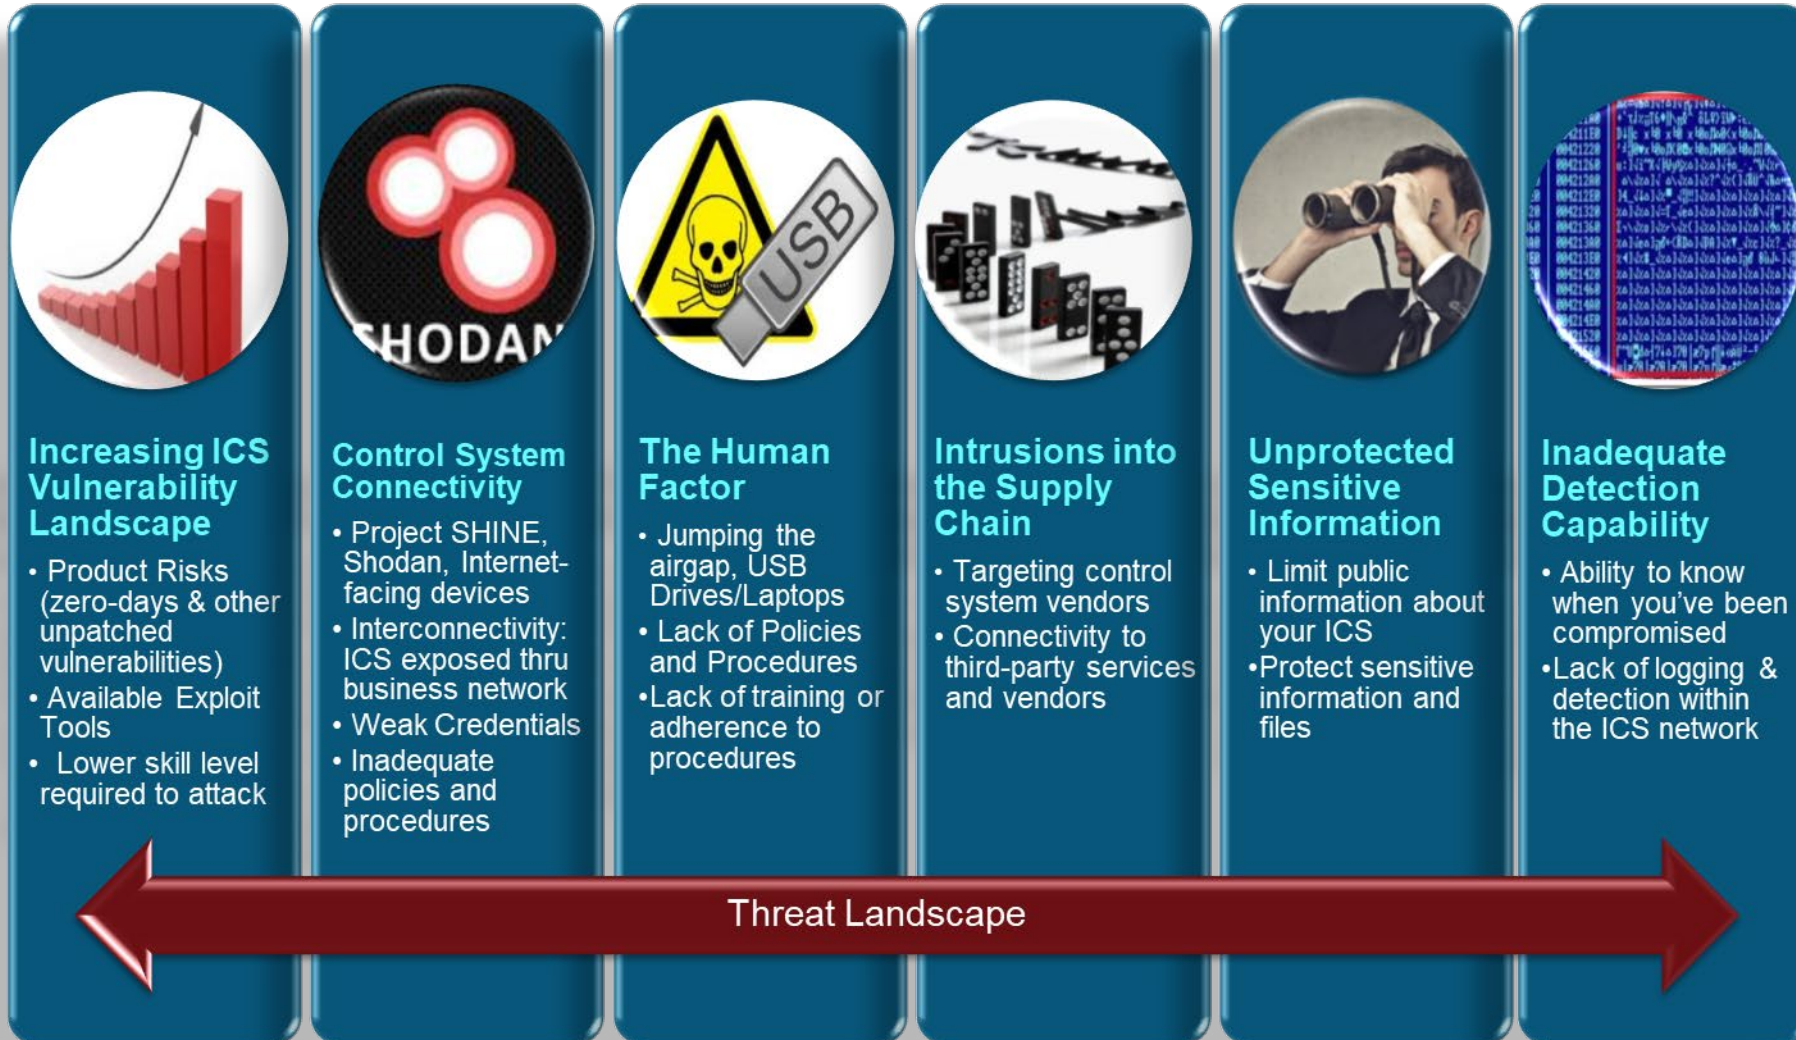 SHODAN
USB
Increasing ICS
Vulnerability
Landscape
• Product Risks
(zero-days & other
unpatched
vulnerabilities)
• Available Exploit
Tools
• Lower skill level
required to attack
Control System
Connectivity
• Project SHINE,
Shodan, Internet-
facing devices
• Interconnectivity:
ICS exposed thru
business network
• Weak Credentials
• Inadequate
policies and
procedures
The Human
Factor
• Jumping the
airgap, USB
Drives/Laptops
• Lack of Policies
and Procedures
•Lack of training or
adherence to
procedures
Intrusions into
the Supply
Chain
• Targeting control
system vendors
• Connectivity to
third-party services
and vendors
Unprotected
Sensitive
Information
• Limit public
information about
your ICS
•Protect sensitive
information and
files
Inadequate
Detection
Capability
• Ability to know
when you’ve been
compromised
•Lack of logging &
detection within
the ICS network
Threat Landscape